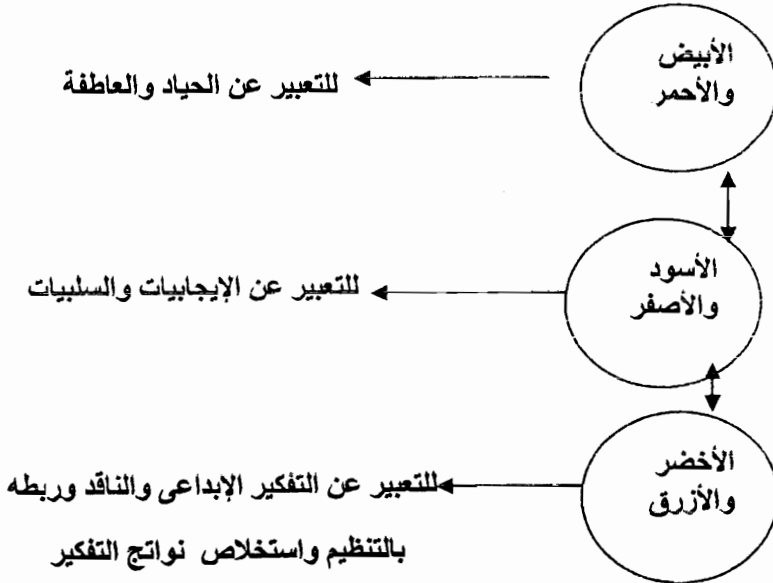 الأبيض
والأحمر
للتعبير عن الحياد والعاطفة
الأسود
والأصفر
للتعبير عن الإيجابيات والسلبيات
الأخضر
والأزرق
للتعبير عن التفكير الإبداعى والناقد وربطه
بالتنظيم واستخلاص نواتج التفكير